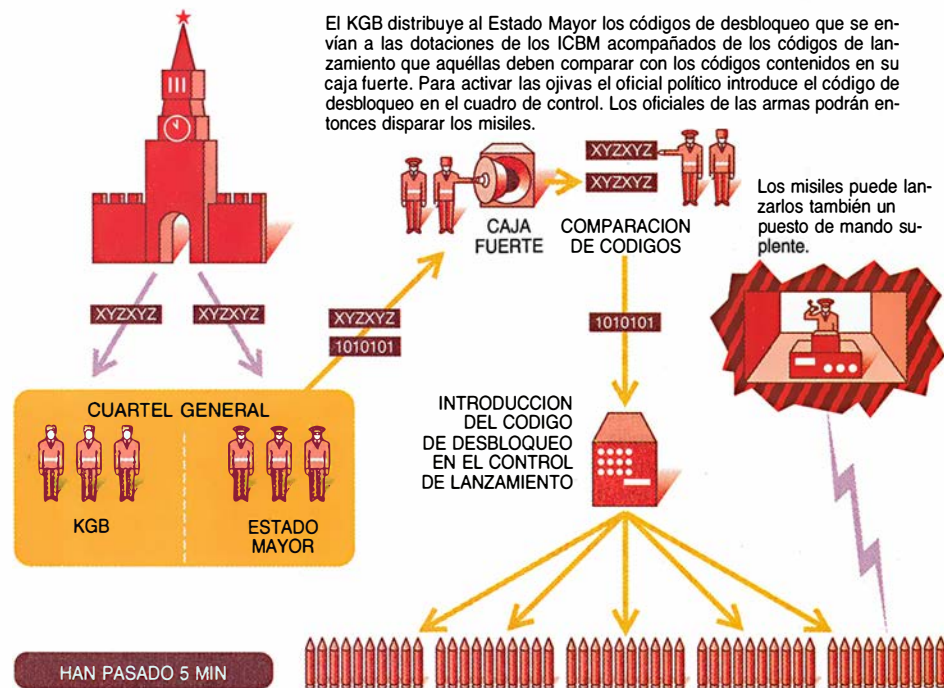 El KGB distribuye al Estado Mayor los códigos de desbloqueo que se en-
vían a las dotaciones de los ICBM acompañados de los códigos de lan-
zamiento que aquéllas deben comparar con los códigos contenidos en su
caja fuerte. Para activar las ojivas el oficial político introduce el código de
desbloqueo en el cuadro de control. Los oficiales de las armas podrán en-
tonces disparar los misiles.
XYZXYZ
XYZXYZ
CAJA
FUERTE
COMPARACION
DE CODIGOS
Los misiles puede lan-
zarlos también un
puesto de mando su-
plente.
XYZXYZ
XYZXYZ
XYZXYZ
1010101
1010101
CUARTEL GENERAL
KGB
ESTADO
MAYOR
INTRODUCCION
DEL CODIGO
DE DESBLOQUEO
EN EL CONTROL
DE LANZAMIENTO
HAN PASADO 5 MIN